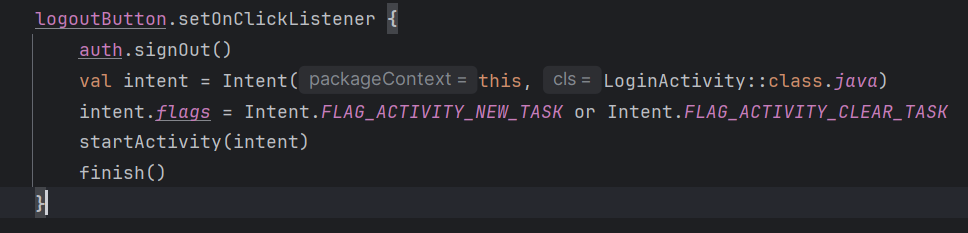 logoutButton.setOnClickListener {
auth.signOut()
val intent = Intent( packageContext = this, cls = LoginActivity::class.java)
intent.flags = Intent.FLAG_ACTIVITY_NEW_TASK or Intent.FLAG_ACTIVITY_CLEAR_TASK
startActivity(intent)
finish()
}